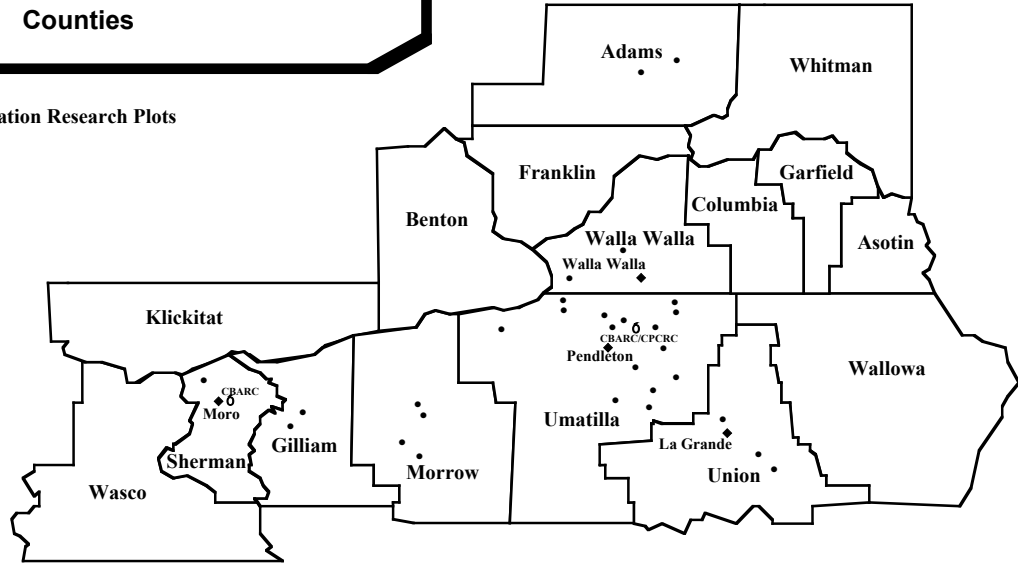 Counties
ation Research Plots
Adams
Whitman
Franklin
Garfield
Columbia
Benton
Walla Walla
Asotin
Walla Walla
Klickitat
CBARC/CPCRC
Pendleton
Wallowa
CBARC
Moro
Umatilla
Gilliam
La Grande
Sherman
Morrow
Union
Wasco